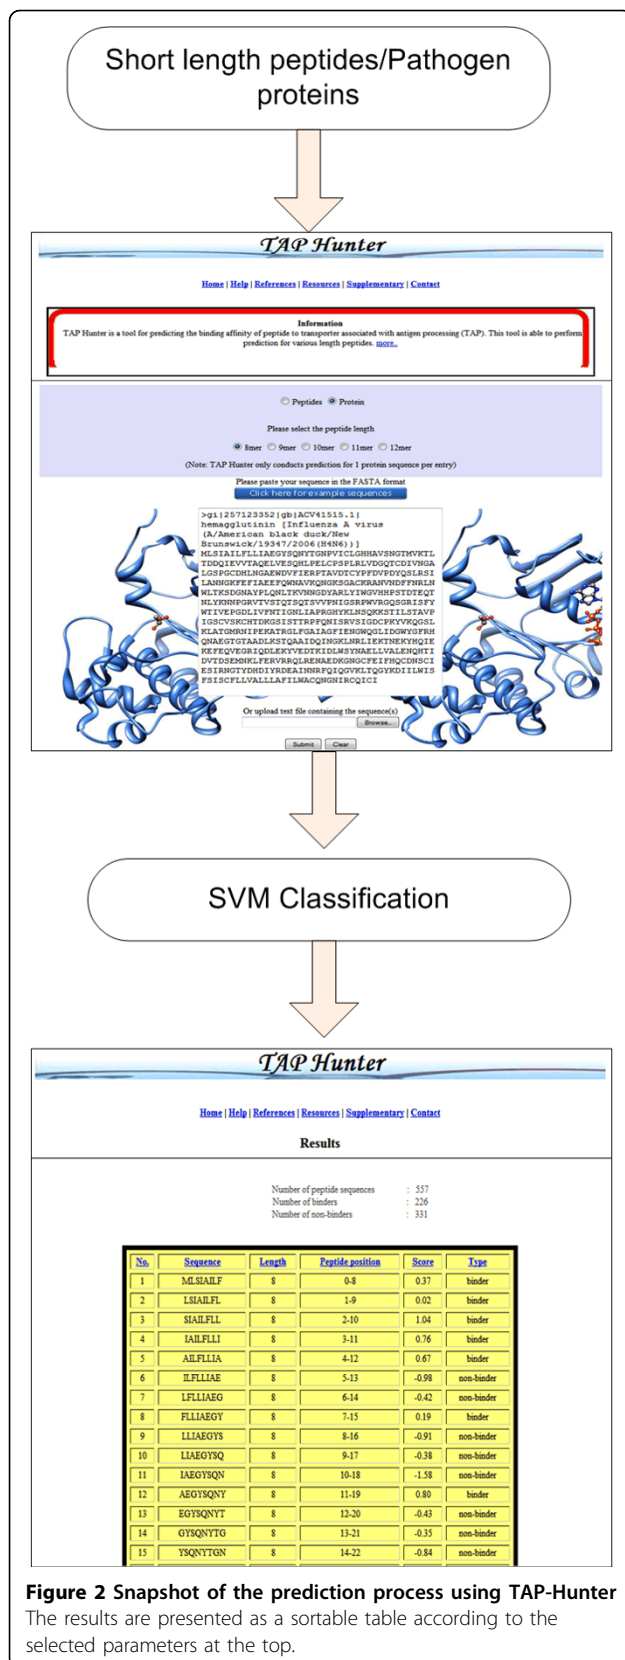 Short length peptides/Pathogen
proteins
TAP Hunter
Home | Help | References | Resources | Supplementary | Contact
Information
TAP Hunter is a tool for predicting the binding affinity of peptide to transporter associated with antigen processing (TAP). This tool is able to perform
prediction for various length peptides. more..
Peptides Protein
Please select the peptide length
8mer 9mer 10mer 11mer 12mer
(Note: TAP Hunter only conducts prediction for 1 protein sequence per entry)
Please paste your sequence in the FASTA format
Click here for example sequences
>gi|257123352|gb|ACV41515.1|
hemagglutinin [Influenza A virus
(A/American black duck/New
Brunswick/19347/2006(H4N6))]
MLSIAILFLLIAEGYSQNYTGNPVICLGHHAVSNGTMVKTL
TDDQIEVVTAQELVESQHLPELCPSPLRLVDGQTCDIVNGA
LGSPGCDHLNGAEWDVFIERPTAVDTCYPFDVPDYQSLRSI
LANNGKFEFIAEEFQWNAVKQNGKSGACKRANVNDFFNRLN
WLTKSDGNAYPLQNLTKVNNGDYARLYIWGVHHPSTDTEQT
NLYKNNPGRVTVSTQTSQTSVVPNIGSRPWVRGQSGRISFY
WTIVEPGDLIVFNTIGNLIAPRGHYKLNSQKKSTILSTAVP
IGSCVSKCHTDKGSISTTRPFQNISRVSIGDCPKYVKQGSL
KLATGMRNIPEKATRGLFGAIAGFIENGWQGLIDGWYGFRH
QNAEGTGTAADLKSTQAAIDQINGKLNRLIEKTNEKYHQIE
KEFEQVEGRIQDLEKYVEDTKIDLWSYNAELLVALENQHTI
DVTDSEMNKLFERVRRQLRENAEDKGNGCFEIFHQCDNSCI
ESIRNGTYDHDIYRDEAINNRFQIQGVKLTQGYKDIILWIS
FSISCFLLVALLLAFILWACQNGNIRCQICI
Or upload text file containing the sequence(s)
Browse..
Submit Clear
SVM Classification
TAP Hunter
Home | Help | References | Resources | Supplementary | Contact
Results
Number of peptide sequences : 557
Number of binders : 226
Number of non-binders : 331
No. Sequence Length Peptide position Score Type
1 MLSIAILF 8 0-8 0.37 binder
2 LSIAILFL 8 1-9 0.02 binder
3 SIAILFLL 8 2-10 1.04 binder
4 IAILFLLI 8 3-11 0.76 binder
5 AILFLLIA 8 4-12 0.67 binder
6 ILFLLIAE 8 5-13 -0.98 non-binder
7 LFLLIAEG 8 6-14 -0.42 non-binder
8 FLLIAEGY 8 7-15 0.19 binder
9 LLIAEGYS 8 8-16 -0.91 non-binder
10 LIAEGYSQ 8 9-17 -0.38 non-binder
11 IAEGYSQN 8 10-18 -1.58 non-binder
12 AEGYSQNY 8 11-19 0.80 binder
13 EGYSQNYT 8 12-20 -0.43 non-binder
14 GYSQNYTG 8 13-21 -0.35 non-binder
15 YSQNYTGN 8 14-22 -0.84 non-binder
Figure 2 Snapshot of the prediction process using TAP-Hunter
The results are presented as a sortable table according to the
selected parameters at the top.